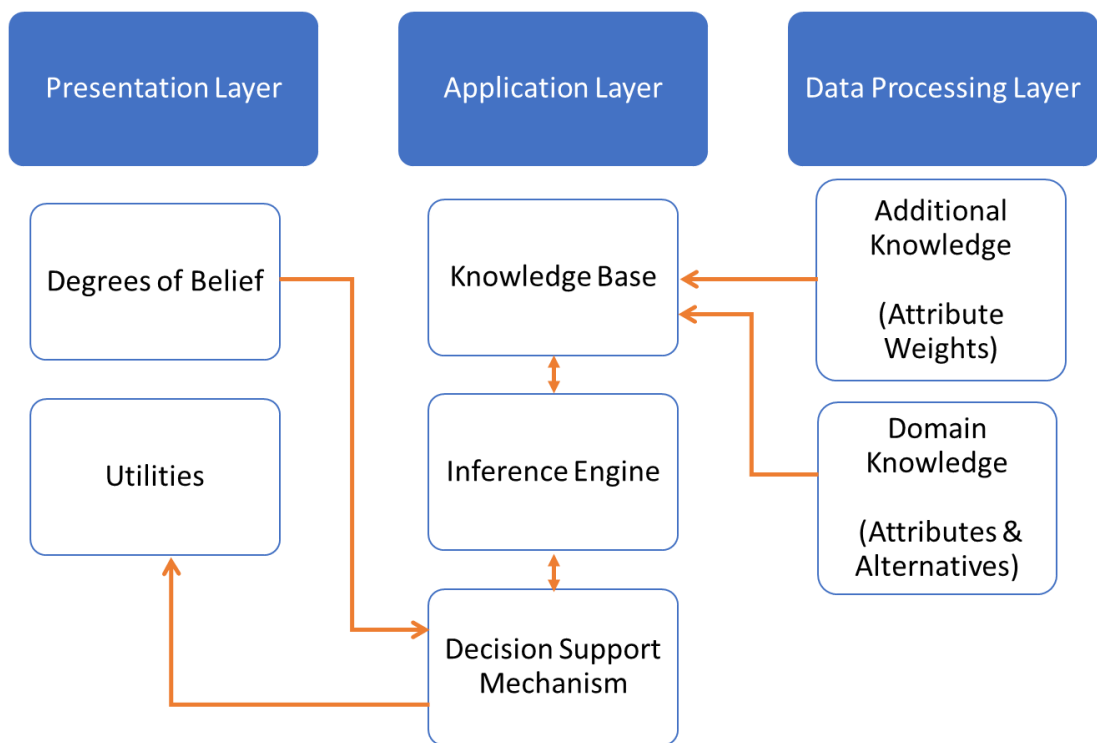 Presentation Layer
Application Layer
Data Processing Layer
Degrees of Belief
Utilities
Knowledge Base
Inference Engine
Decision Support
Mechanism
Additional
Knowledge
(Attribute
Weights)
Domain
Knowledge
(Attributes &
Alternatives)